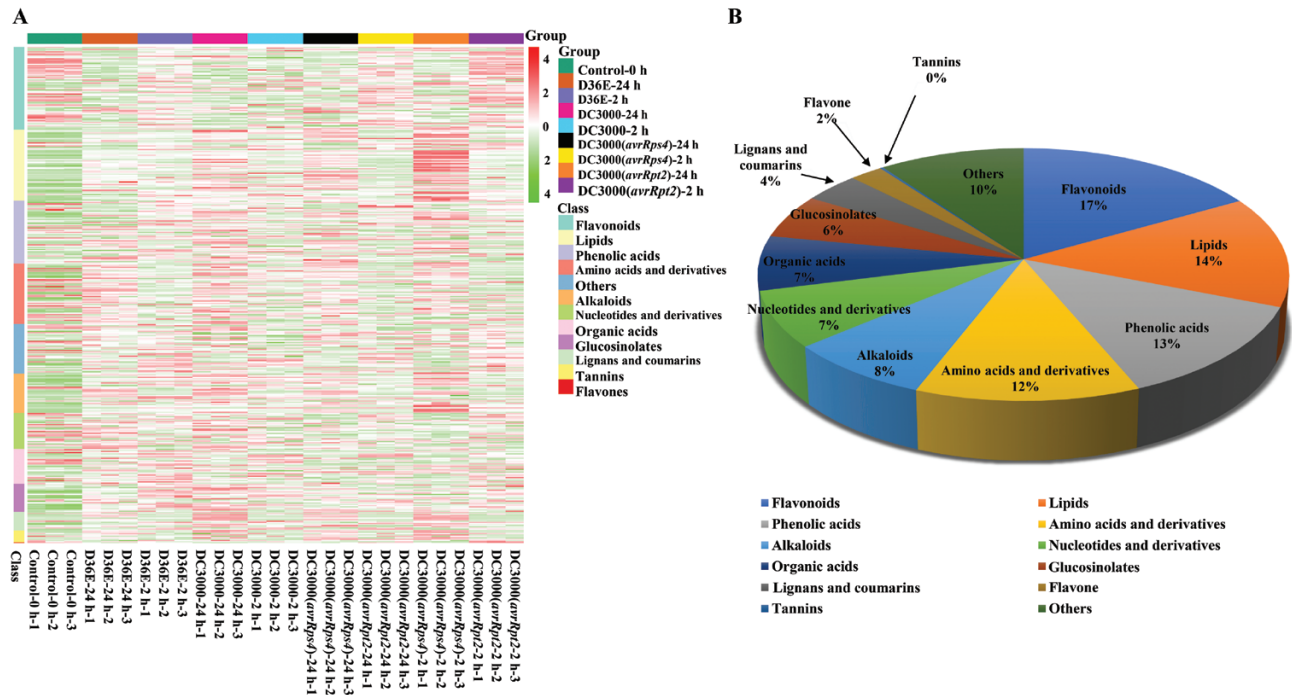 A
Group
4
2
0
2
4
Group
Control-0 h
D36E-24 h
D36E-2 h
DC3000-24 h
DC3000-2 h
DC3000(avrRps4)-24 h
DC3000(avrRps4)-2 h
DC3000(avrRpt2)-24 h
DC3000(avrRpt2)-2 h
Class
Flavonoids
Lipids
Phenolic acids
Amino acids and derivatives
Others
Alkaloids
Nucleotides and derivatives
Organic acids
Glucosinolates
Lignans and coumarins
Tannins
Flavones
Class
Control-0 h-1
Control-0 h-2
Control-0 h-3
D36E-24 h-1
D36E-24 h-2
D36E-24 h-3
D36E-2 h-1
D36E-2 h-2
D36E-2 h-3
DC3000-24 h-1
DC3000-24 h-2
DC3000-24 h-3
DC3000-2 h-1
DC3000-2 h-2
DC3000-2 h-3
DC3000(avrRps4)-24 h-1
DC3000(avrRps4)-24 h-2
DC3000(avrRps4)-24 h-3
DC3000(avrRpt2-24 h-1
DC3000(avrRpt2-24 h-2
DC3000(avrRpt2-24 h-3
DC3000(avrRps4)-2 h-1
DC3000(avrRps4)-2 h-2
DC3000(avrRps4)-2 h-3
DC3000(avrRpt2-2 h-1
DC3000(avrRpt2-2 h-2
DC3000(avrRpt2-2 h-3
B
Tannins
0%
Flavone
2%
Lignans and
coumarins
4%
Glucosinolates
6%
Organic acids
7%
Nucleotides and derivatives
7%
Alkaloids
8%
Amino acids and derivatives
12%
Phenolic acids
13%
Lipids
14%
Flavonoids
17%
Others
10%
Flavonoids
Lipids
Phenolic acids
Amino acids and derivatives
Alkaloids
Nucleotides and derivatives
Organic acids
Glucosinolates
Lignans and coumarins
Flavone
Tannins
Others